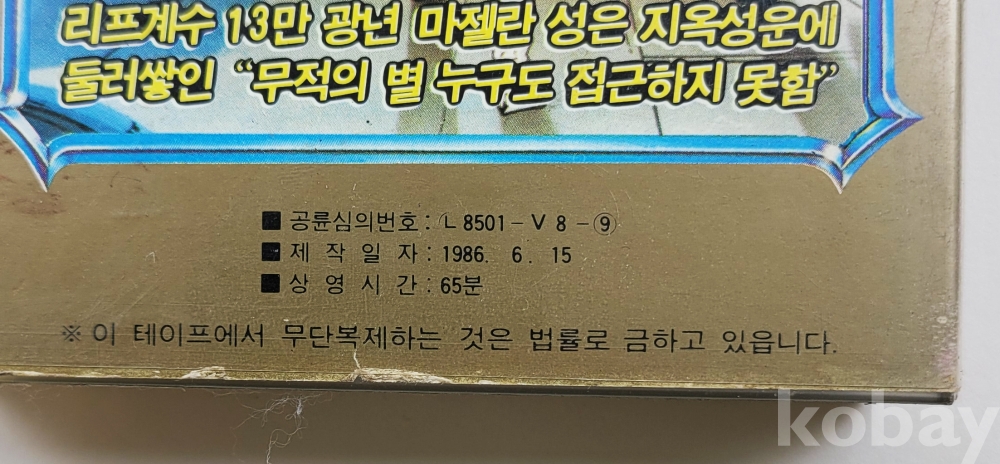 리프계수 13만 광년 마젤란 성은 지옥성운에
둘러쌓인 “무적의 별 누구도 접근하지 못함”
■ 공륜심의번호 : ㄴ 8501 - V 8 - ⑨
■ 제 작 일 자 : 1986. 6. 15
■ 상 영 시 간 : 65분
※ 이 테이프에서 무단복제하는 것은 법률로 금하고 있읍니다.
kobay